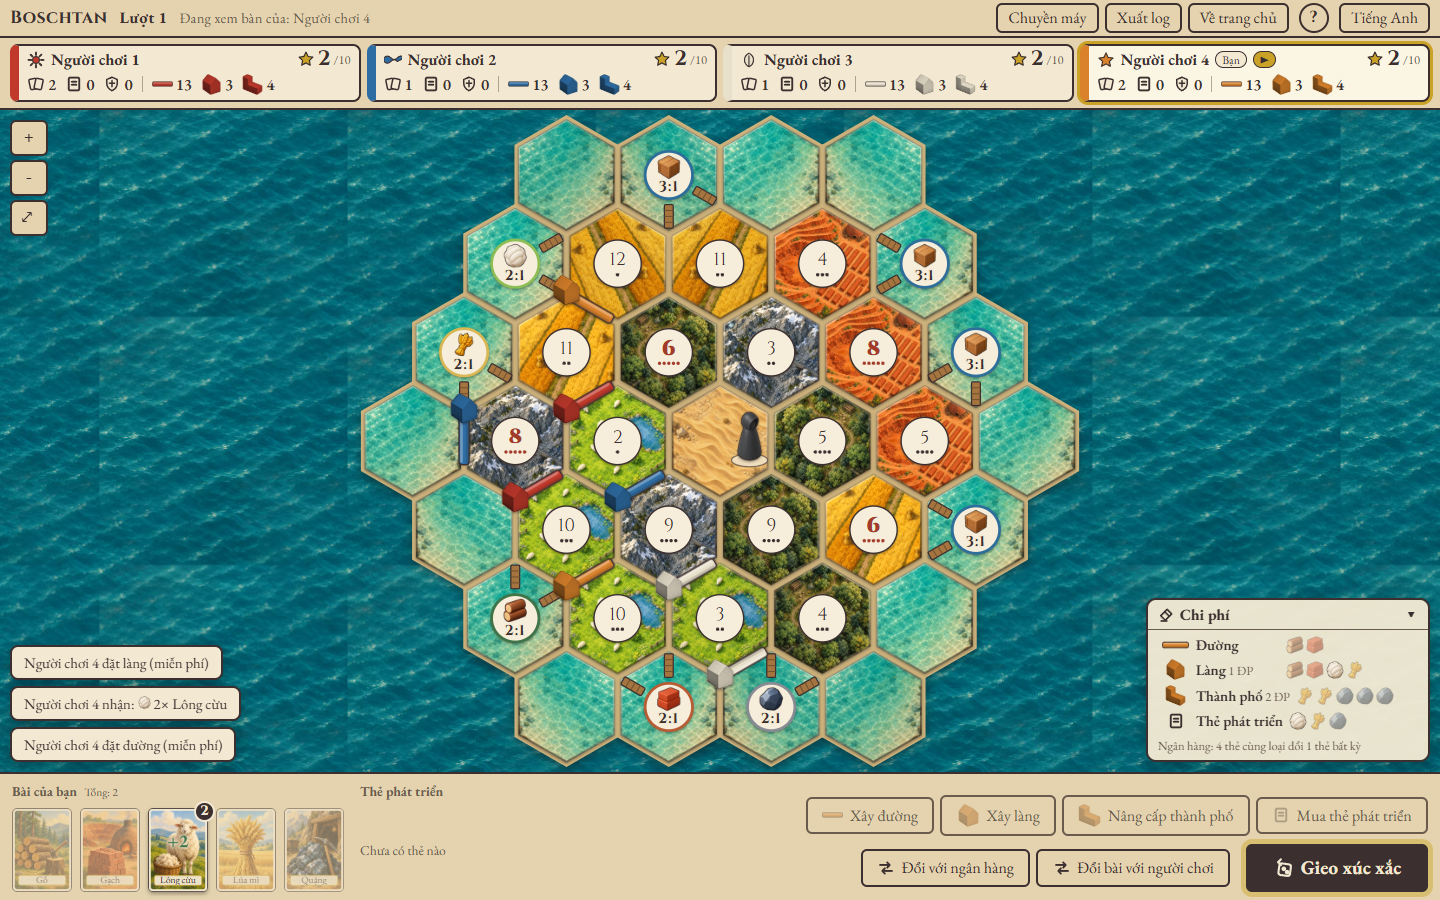 BOSCHTAN Lượt 1 Đang xem bàn của: Người chơi 4
Chuyền máy Xuất log Về trang chủ ? Tiếng Anh
Người chơi 1 2 /10
2 0 0 13 3 4
Người chơi 2 2 /10
1 0 0 13 3 4
Người chơi 3 2 /10
1 0 0 13 3 4
Người chơi 4 Bạn 2 /10
2 0 0 13 3 4
+
-
3:1
2:1 12 11 4 3:1
2:1 11 6 3 8 3:1
8 2 5 5
10 9 9 6 3:1
2:1 10 3 4
2:1 2:1
Người chơi 4 đặt làng (miễn phí)
Người chơi 4 nhận: 2× Lông cừu
Người chơi 4 đặt đường (miễn phí)
Chi phí
Đường
Làng 1 ĐP
Thành phố 2 ĐP
Thẻ phát triển
Ngân hàng: 4 thẻ cùng loại đổi 1 thẻ bất kỳ
Bài của bạn Tổng: 2
2
+2
Gỗ Gạch Lông cừu Lúa mì Quặng
Thẻ phát triển
Chưa có thẻ nào
Xây đường Xây làng Nâng cấp thành phố Mua thẻ phát triển
Đổi với ngân hàng Đổi bài với người chơi Gieo xúc xắc